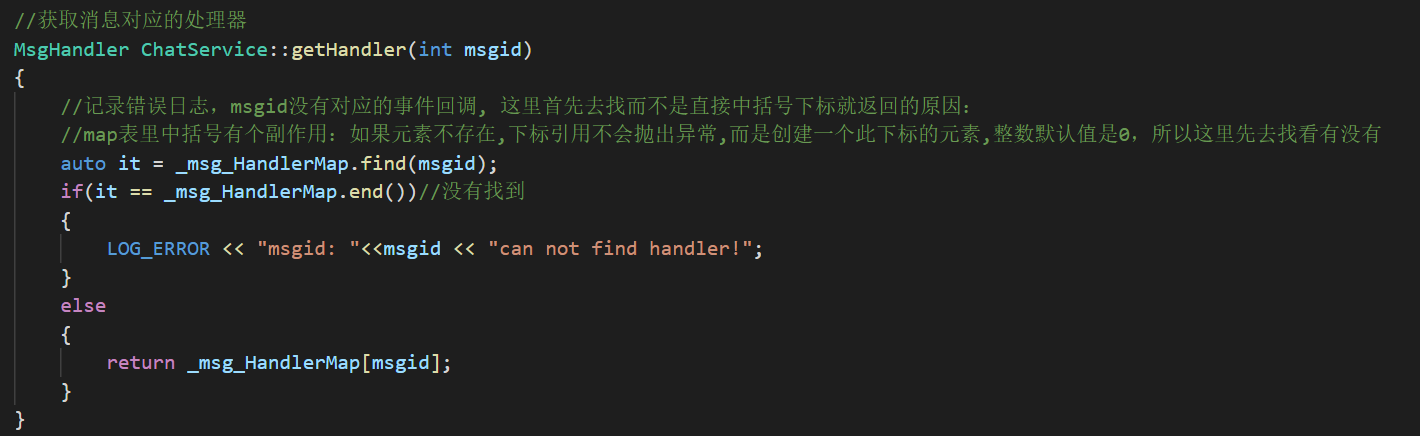 //获取消息对应的处理器
MsgHandler ChatService::getHandler(int msgid)
{
    //记录错误日志，msgid没有对应的事件回调, 这里首先去找而不是直接中括号下标就返回的原因：
    //map表里中括号有个副作用：如果元素不存在,下标引用不会抛出异常,而是创建一个此下标的元素,整数默认值是0，所以这里先去找看有没有
    auto it = _msg_HandlerMap.find(msgid);
    if(it == _msg_HandlerMap.end())//没有找到
    {
        LOG_ERROR << "msgid: "<<msgid << "can not find handler!";
    }
    else
    {
        return _msg_HandlerMap[msgid];
    }
}